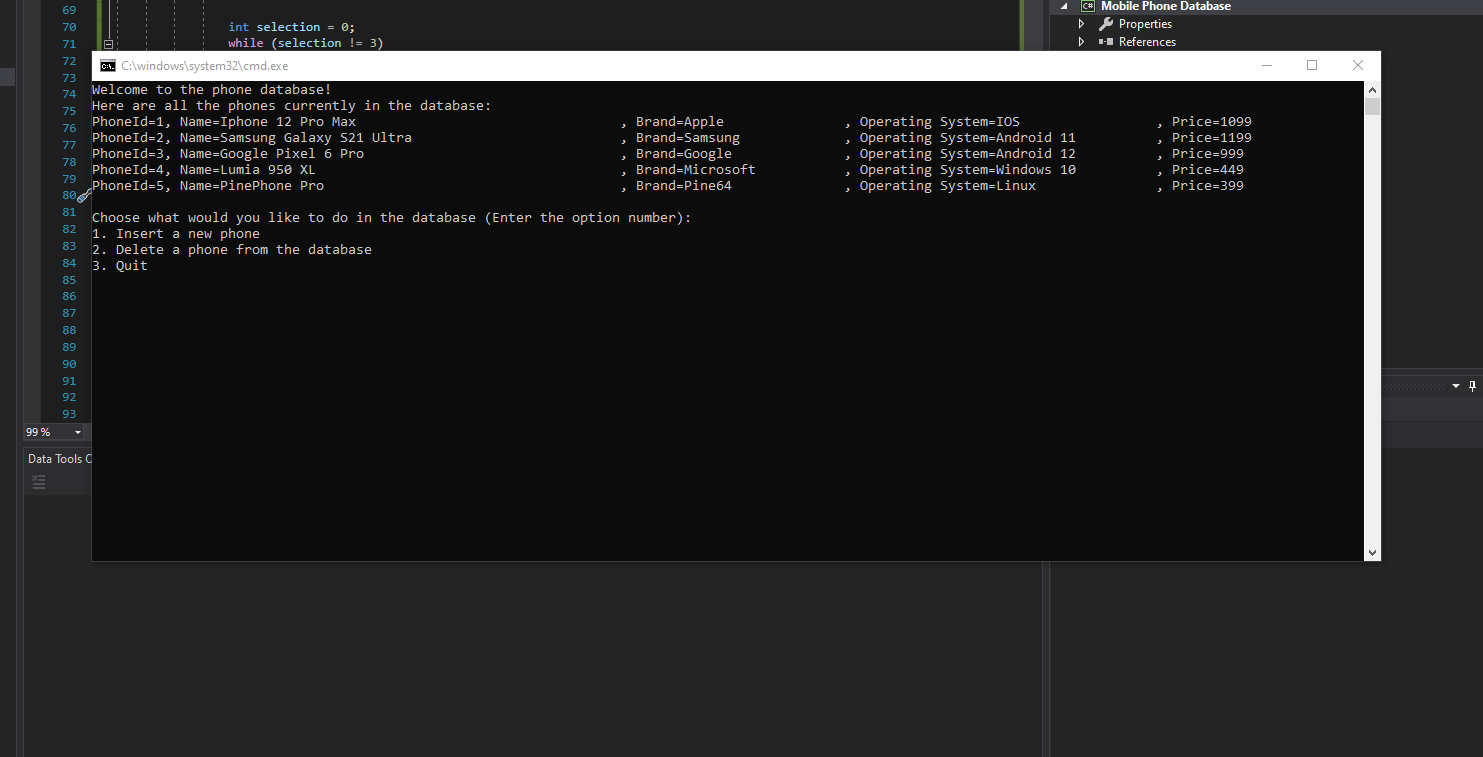 69
70 int selection = 0;
71 while (selection != 3)
Mobile Phone Database
Properties
References
C:\windows\system32\cmd.exe
72
73
74
75
76
77
78
79
80
81
82
83
84
85
86
87
88
89
90
91
92
93
Welcome to the phone database!
Here are all the phones currently in the database:
PhoneId=1, Name=Iphone 12 Pro Max , Brand=Apple , Operating System=IOS , Price=1099
PhoneId=2, Name=Samsung Galaxy S21 Ultra , Brand=Samsung , Operating System=Android 11 , Price=1199
PhoneId=3, Name=Google Pixel 6 Pro , Brand=Google , Operating System=Android 12 , Price=999
PhoneId=4, Name=Lumia 950 XL , Brand=Microsoft , Operating System=Windows 10 , Price=449
PhoneId=5, Name=PinePhone Pro , Brand=Pine64 , Operating System=Linux , Price=399
Choose what would you like to do in the database (Enter the option number):
1. Insert a new phone
2. Delete a phone from the database
3. Quit
99 %
Data Tools